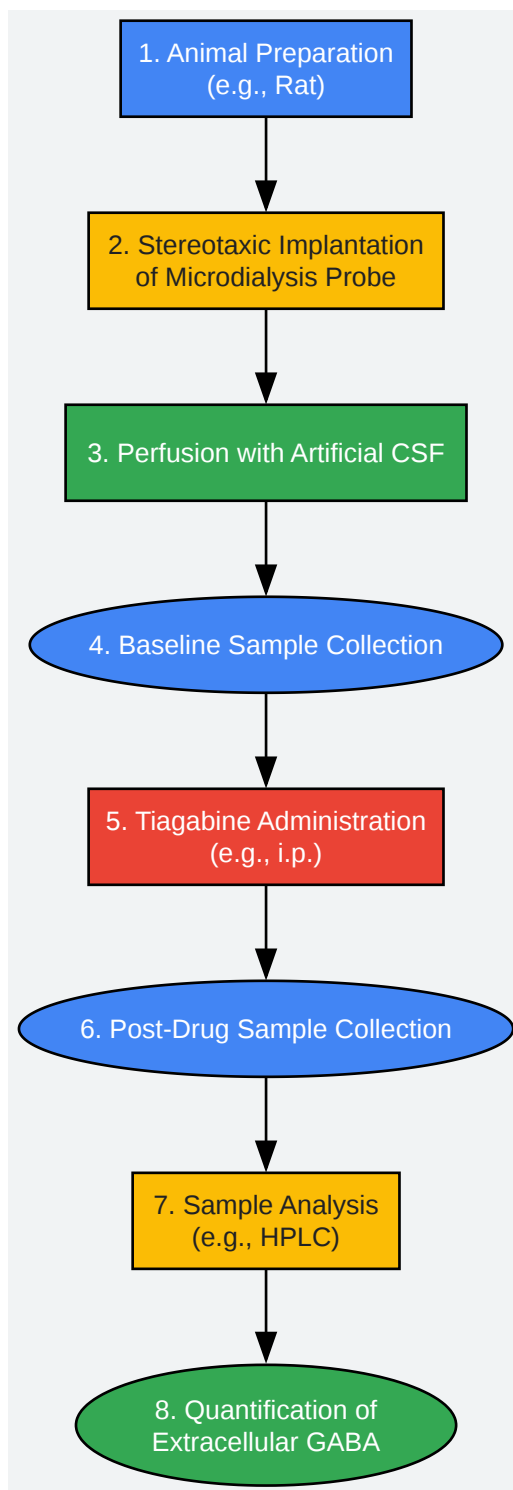 1. Animal Preparation
(e.g., Rat)
2. Stereotaxic Implantation
of Microdialysis Probe
3. Perfusion with Artificial CSF
4. Baseline Sample Collection
5. Tiagabine Administration
(e.g., i.p.)
6. Post-Drug Sample Collection
7. Sample Analysis
(e.g., HPLC)
8. Quantification of
Extracellular GABA